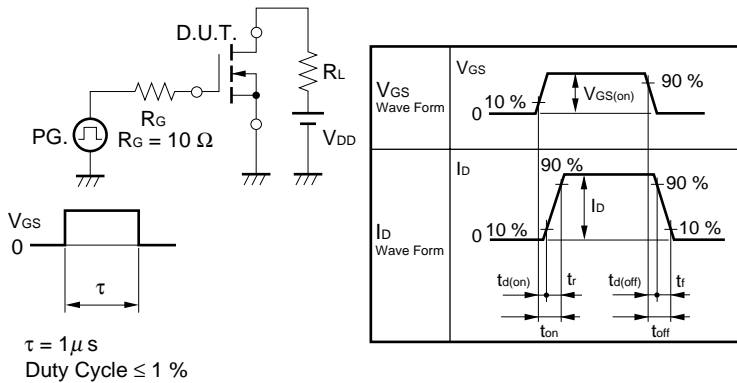 D.U.T.
RL
RG
PG.
RG = 10 Ω
VDD
VGS
0
τ
τ = 1μ s
Duty Cycle ≤ 1 %
VGS
Wave Form
VGS
10 %
0
VGS(on)
90 %
ID
Wave Form
ID
90 %
90 %
ID
0 10 %
10 %
td(on)
tr
td(off)
tf
ton
toff